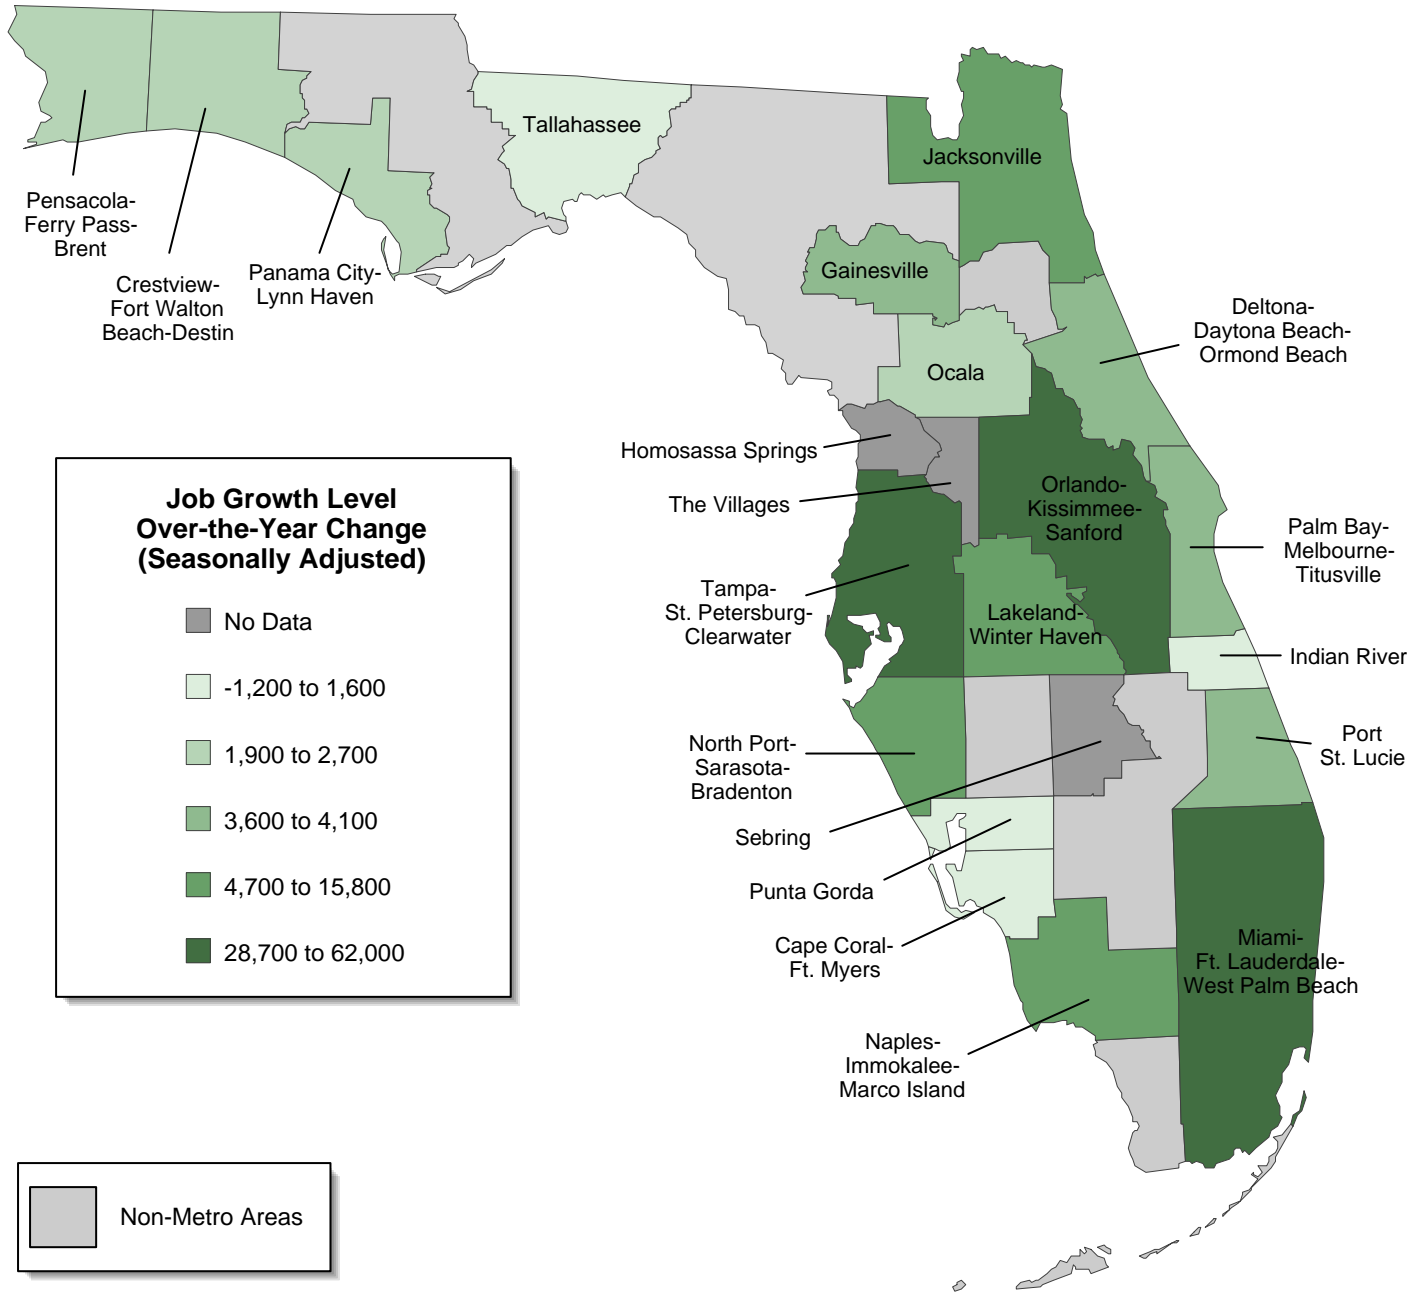 Tallahassee
Jacksonville
Pensacola-
Ferry Pass-
Brent
Crestview-
Fort Walton
Beach-Destin
Panama City-
Lynn Haven
Gainesville
Deltona-
Daytona Beach-
Ormond Beach
Ocala
Homosassa Springs
The Villages
Orlando-
Kissimmee-
Sanford
Palm Bay-
Melbourne-
Titusville
Tampa-
St. Petersburg-
Clearwater
Lakeland-
Winter Haven
Indian River
North Port-
Sarasota-
Bradenton
Port
St. Lucie
Sebring
Punta Gorda
Cape Coral-
Ft. Myers
Miami-
Ft. Lauderdale-
West Palm Beach
Naples-
Immokalee-
Marco Island
Job Growth Level
Over-the-Year Change
(Seasonally Adjusted)
No Data
-1,200 to 1,600
1,900 to 2,700
3,600 to 4,100
4,700 to 15,800
28,700 to 62,000
Non-Metro Areas